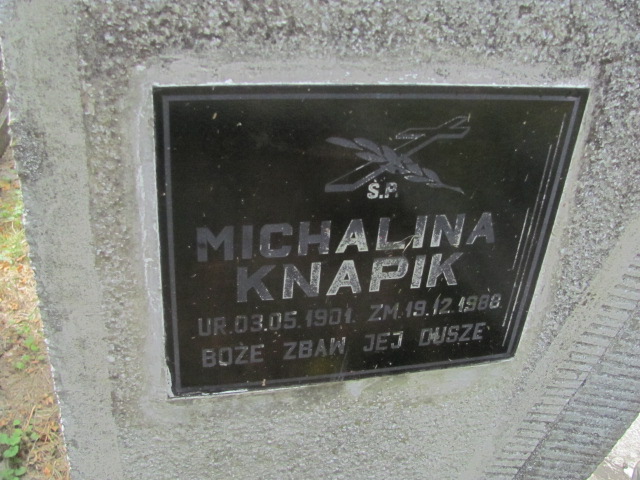 Ś.P.
MICHALINA
KNAPIK
UR.03.05.1901. ZM.19.12.1988
BOŻE ZBAW JEJ DUSZĘ